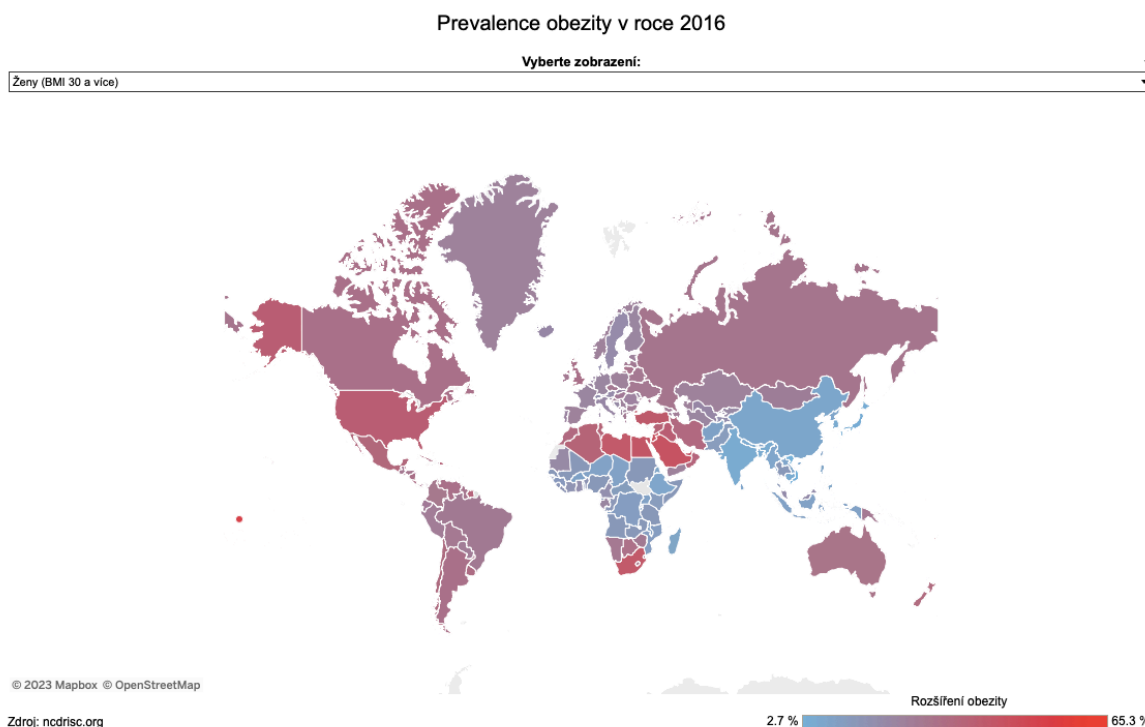 Prevalence obezity v roce 2016
Vyberte zobrazení:
Ženy (BMI 30 a více)
© 2023 Mapbox © OpenStreetMap
Rozšíření obezity
Zdroj: ncdrisc.org
2.7 % 65.3 %